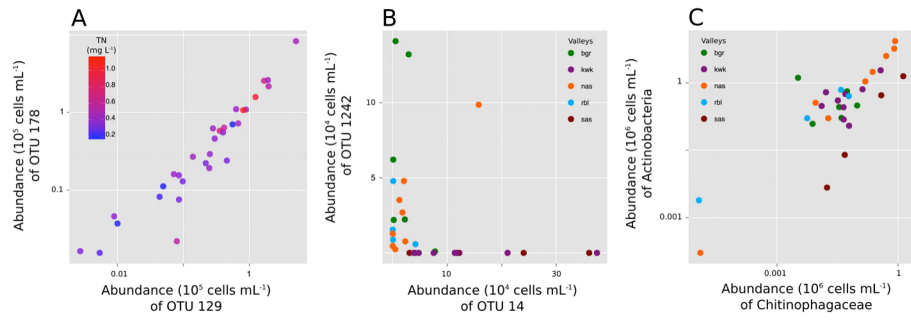 A
Abundance (10⁵ cells mL⁻¹)
of OTU 178
TN
(mg L⁻¹)
1.0
0.8
0.6
0.4
0.2
1
0.1
0.01
1
Abundance (10⁵ cells mL⁻¹)
of OTU 129
B
Abundance (10⁴ cells mL⁻¹)
of OTU 1242
Valleys
bgr
kwk
nas
rbl
sas
10
5
10
30
Abundance (10⁴ cells mL⁻¹)
of OTU 14
C
Abundance (10⁶ cells mL⁻¹)
of Actinobacteria
Valleys
bgr
kwk
nas
rbl
sas
1
0.001
0.001
1
Abundance (10⁶ cells mL⁻¹)
of Chitinophagaceae